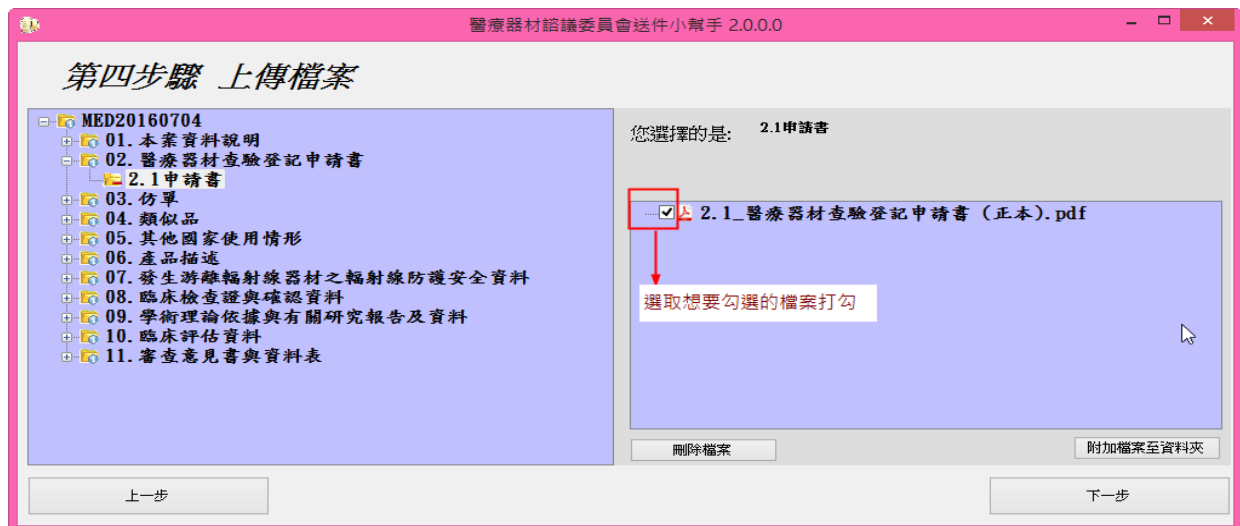 醫療器材諮議委員會送件小幫手 2.0.0.0
第四步驟 上傳檔案
MED20160704
01.本案資料說明
02.醫療器材查驗登記申請書
2.1申請書
03.仿單
04.類似品
05.其他國家使用情形
06.產品描述
07.發生游離輻射線器材之輻射線防護安全資料
08.臨床檢查證與確認資料
09.學術理論依據與有關研究報告及資料
10.臨床評估資料
11.審查意見書與資料表
您選擇的是: 2.1申請書
2.1_醫療器材查驗登記申請書 (正本).pdf
選取想要勾選的檔案打勾
刪除檔案
附加檔案至資料夾
上一步
下一步